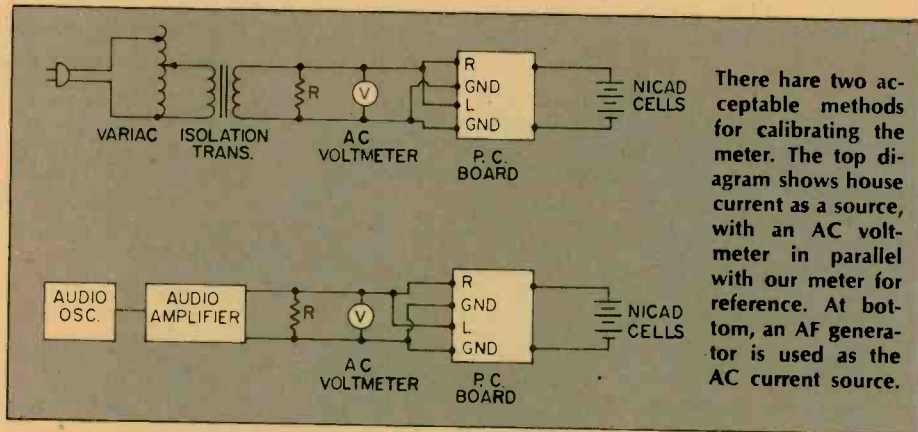 R
GND
L
GND
R
V
NICAD
CELLS
VARIAC
ISOLATION
TRANS.
AC
VOLTMETER
P. C.
BOARD
AUDIO
OSC.
AUDIO
AMPLIFIER
R
V
R
GND
L
GND
NICAD
CELLS
AC
VOLTMETER
P. C.
BOARD
There hare two ac-
ceptable methods
for calibrating the
meter. The top di-
agram shows house
current as a source,
with an AC volt-
meter in parallel
with our meter for
reference. At bot-
tom, an AF genera-
tor is used as the
AC current source.